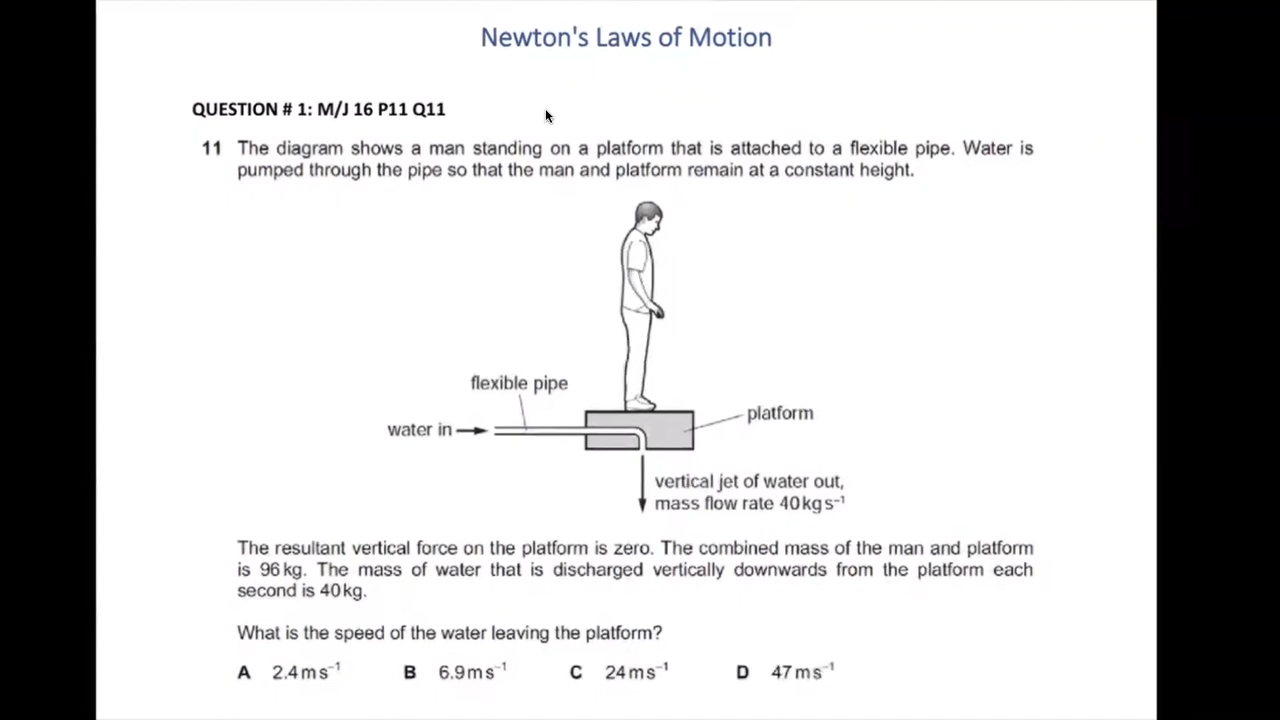 Newton's Laws of Motion
QUESTION # 1: M/J 16 P11 Q11
11 The diagram shows a man standing on a platform that is attached to a flexible pipe. Water is
pumped through the pipe so that the man and platform remain at a constant height.
flexible pipe
platform
water in
vertical jet of water out,
mass flow rate 40 kg s⁻¹
The resultant vertical force on the platform is zero. The combined mass of the man and platform
is 96 kg. The mass of water that is discharged vertically downwards from the platform each
second is 40 kg.
What is the speed of the water leaving the platform?
A 2.4 m s⁻¹ B 6.9 m s⁻¹ C 24 m s⁻¹ D 47 m s⁻¹